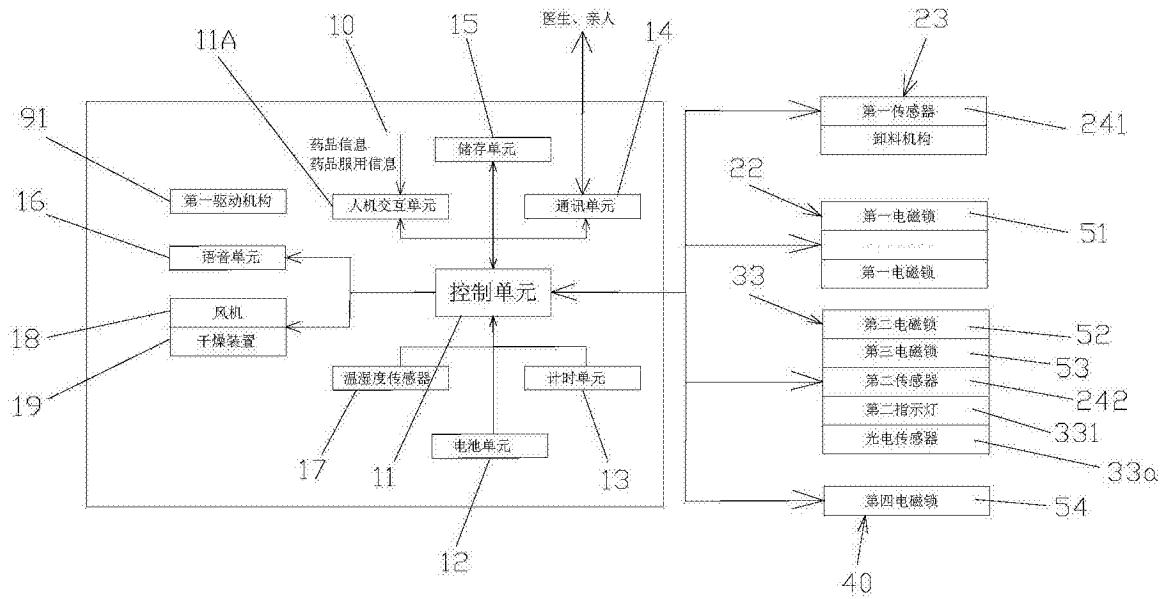 医生、亲人
10
15
14
23
11A
第一传感器
241
91
药品信息
药品服用信息
储存单元
卸料机构
22
16
第一驱动机构
人机交互单元
通讯单元
第一电磁锁
51
语音单元
第一电磁锁
控制单元
33
18
风机
第二电磁锁
52
干燥装置
第三电磁锁
53
19
温湿度传感器
计时单元
第二传感器
242
第二指示灯
331
电池单元
光电传感器
33a
17
11
13
第四电磁锁
54
12
40